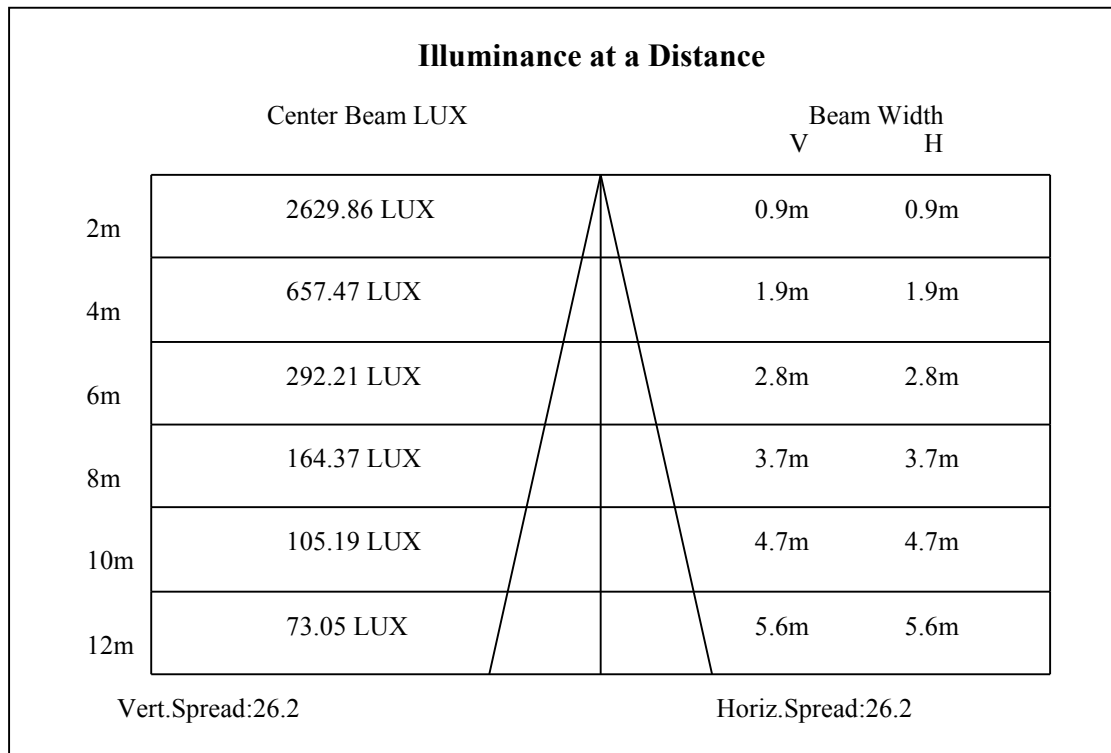 Illuminance at a Distance
Center Beam LUX Beam Width
V H
2629.86 LUX 0.9m 0.9m
2m
657.47 LUX 1.9m 1.9m
4m
292.21 LUX 2.8m 2.8m
6m
164.37 LUX 3.7m 3.7m
8m
105.19 LUX 4.7m 4.7m
10m
73.05 LUX 5.6m 5.6m
12m
Vert.Spread:26.2 Horiz.Spread:26.2